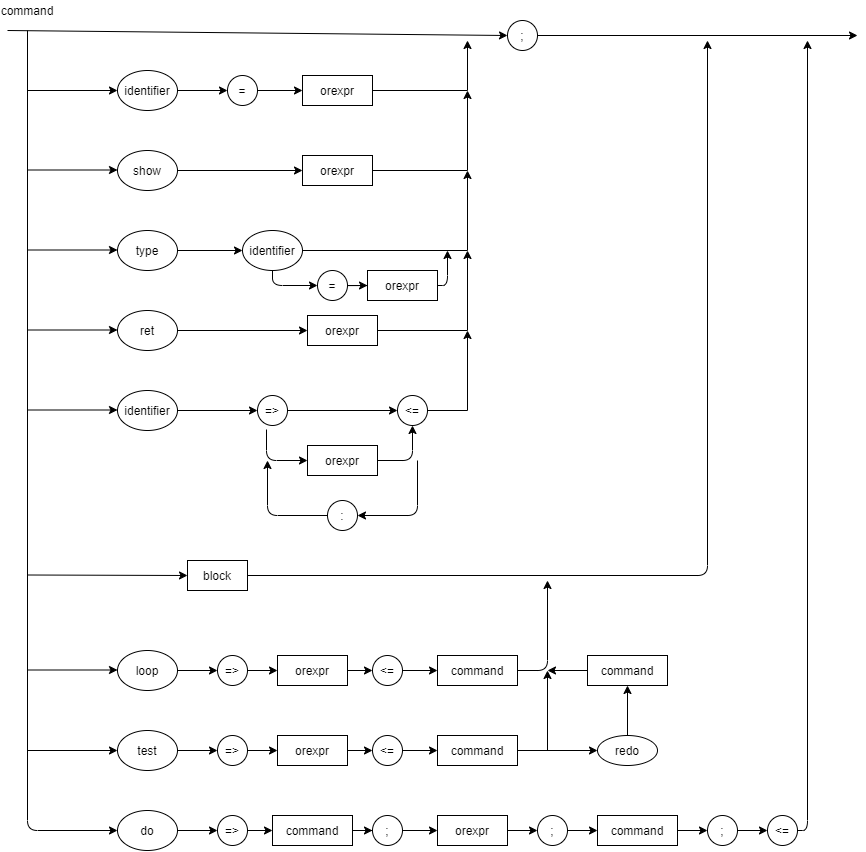 command
;
identifier = orexpr
show orexpr
type identifier
= orexpr
ret orexpr
identifier => <=
orexpr
:
block
loop => orexpr <= command command
test => orexpr <= command redo
do => command ; orexpr ; command ; <=